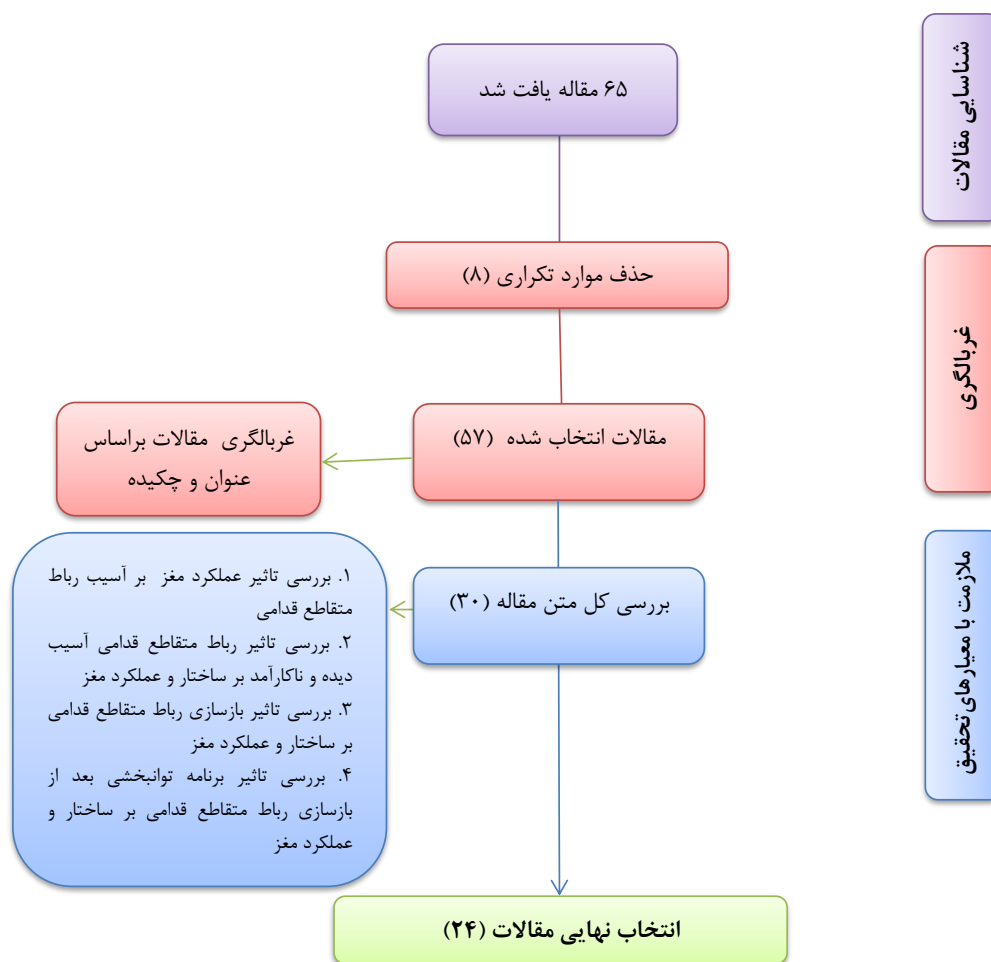 ۶۵ مقاله یافت شد
شناسایی مقالات
حذف موارد تکراری (۸)
غربالگری
مقالات انتخاب شده (۵۷)
غربالگری مقالات براساس
عنوان و چکیده
بررسی کل متن مقاله (۳۰)
۱. بررسی تاثیر عملکرد مغز بر آسیب رباط
متقاطع قدامی
۲. بررسی تاثیر رباط متقاطع قدامی آسیب
دیده و ناکارآمد بر ساختار و عملکرد مغز
۳. بررسی تاثیر بازسازی رباط متقاطع قدامی
بر ساختار و عملکرد مغز
۴. بررسی تاثیر برنامه توانبخشی بعد از
بازسازی رباط متقاطع قدامی بر ساختار و
عملکرد مغز
ملازمت با معیارهای تحقیق
انتخاب نهایی مقالات (۲۴)